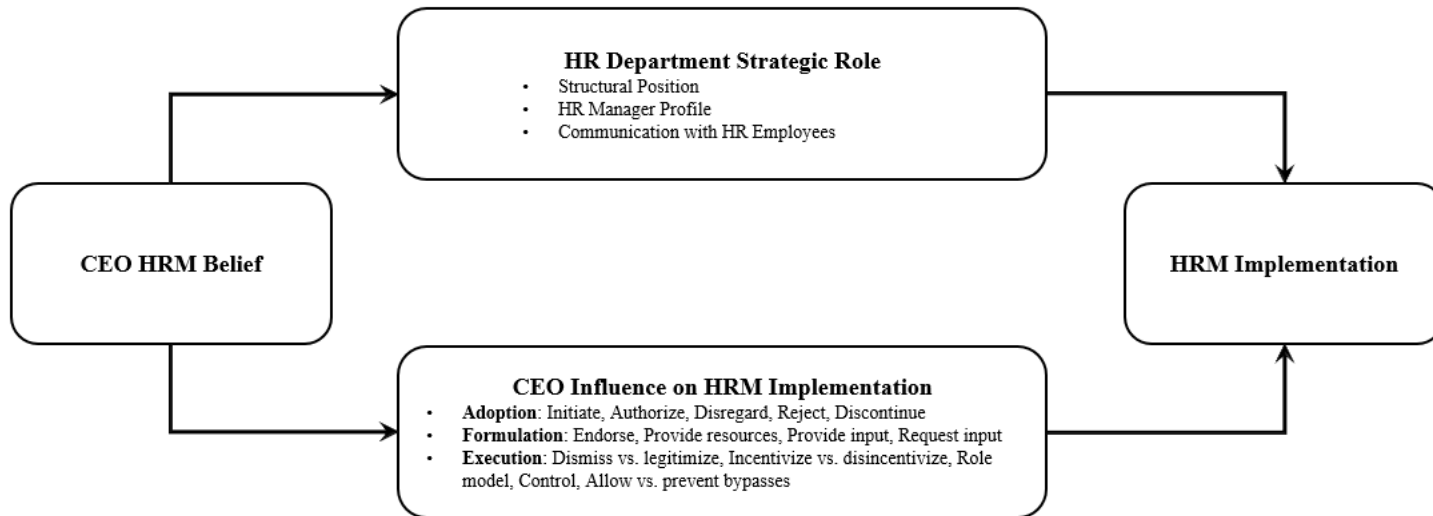 HR Department Strategic Role
• Structural Position
• HR Manager Profile
• Communication with HR Employees
CEO HRM Belief
HRM Implementation
CEO Influence on HRM Implementation
• Adoption: Initiate, Authorize, Disregard, Reject, Discontinue
• Formulation: Endorse, Provide resources, Provide input, Request input
• Execution: Dismiss vs. legitimize, Incentivize vs. disincentivize, Role
model, Control, Allow vs. prevent bypasses